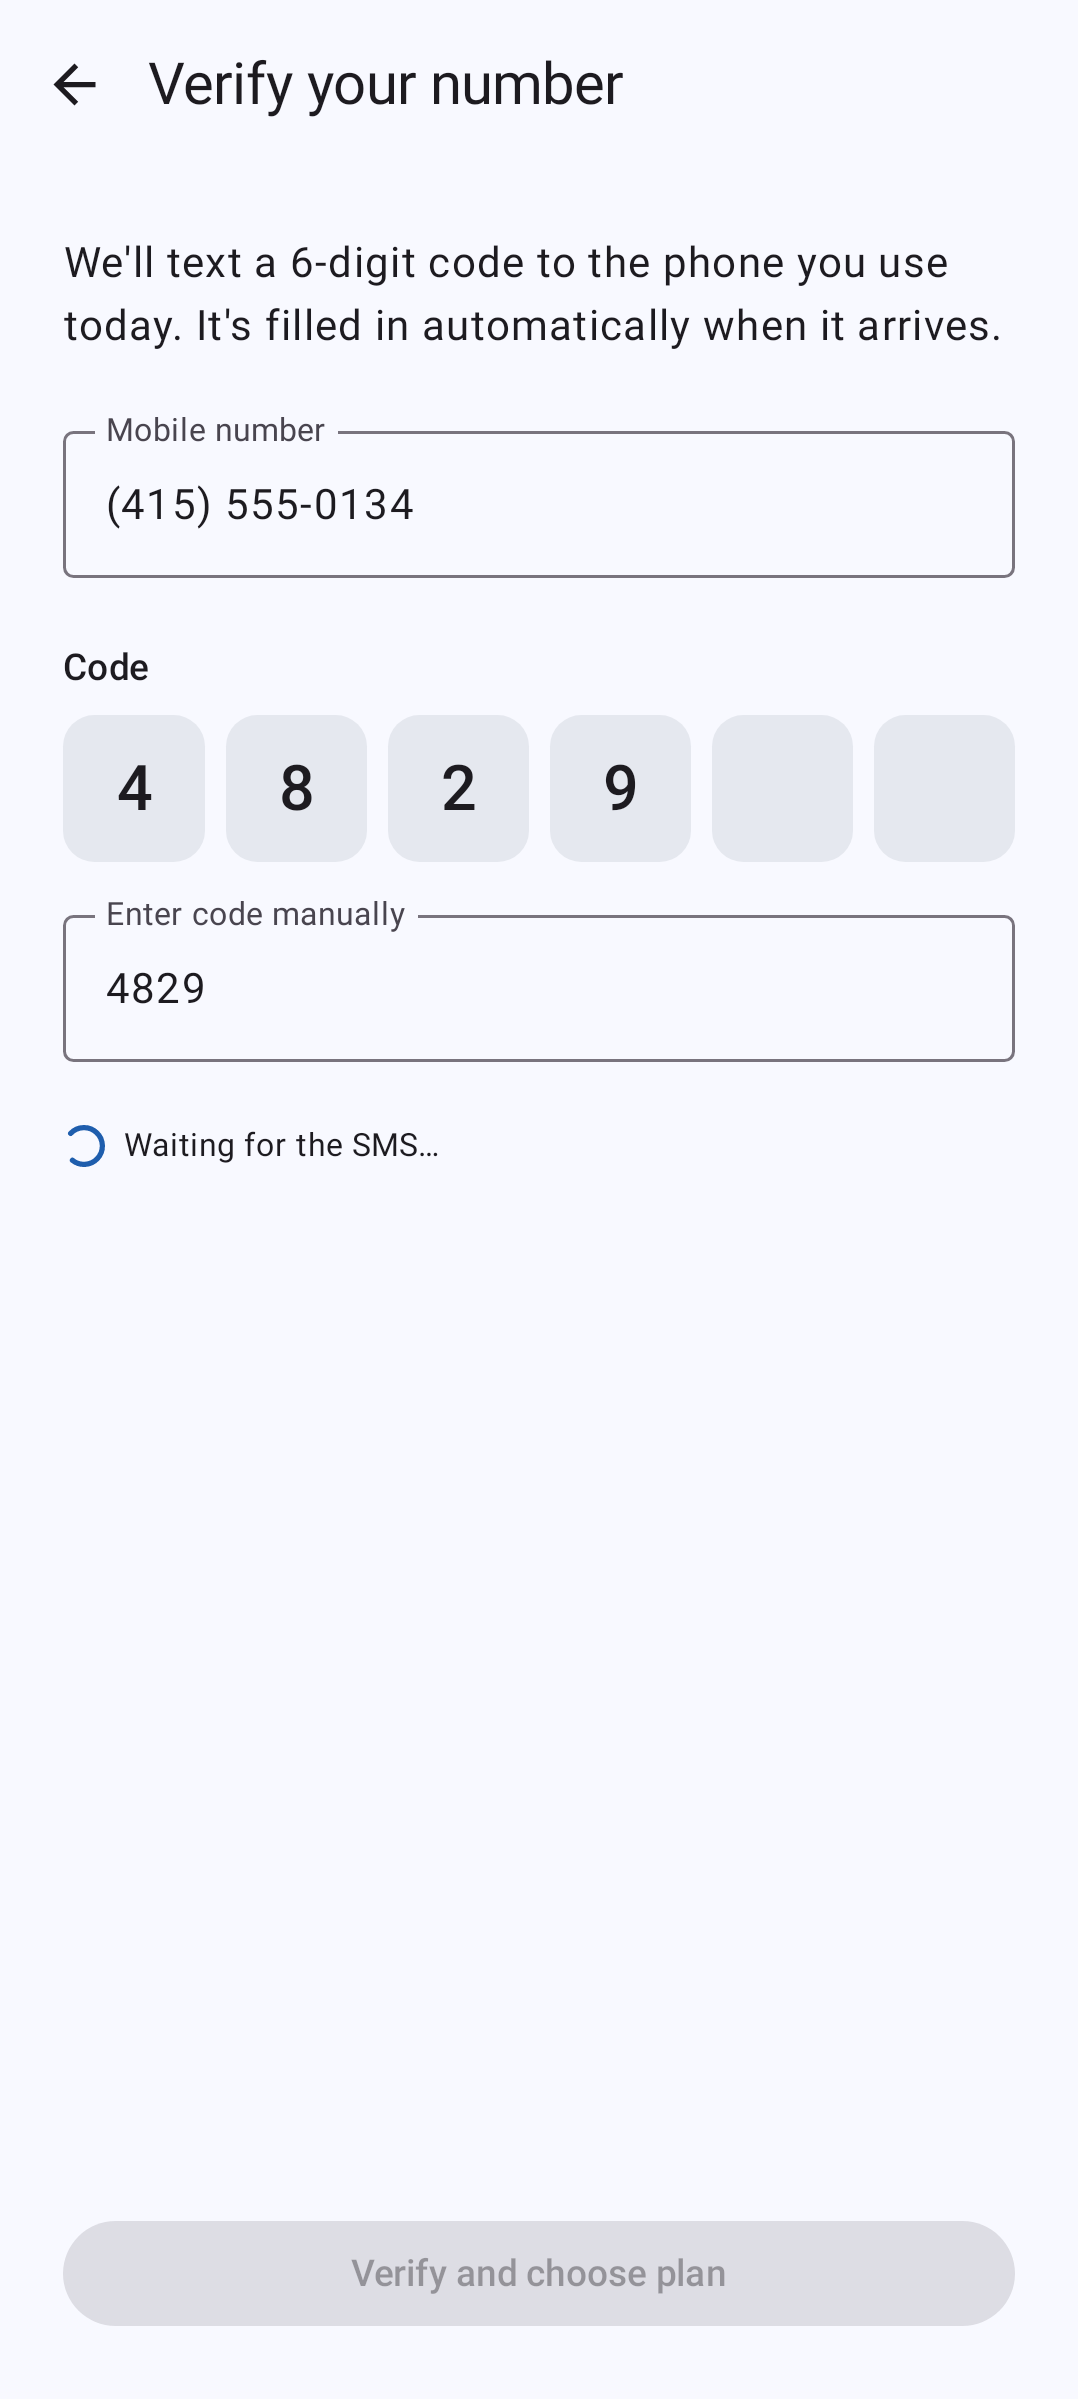 Verify your number
We'll text a 6-digit code to the phone you use
today. It's filled in automatically when it arrives.
Mobile number
(415) 555-0134
Code
4 8 2 9
Enter code manually
4829
Waiting for the SMS…
Verify and choose plan